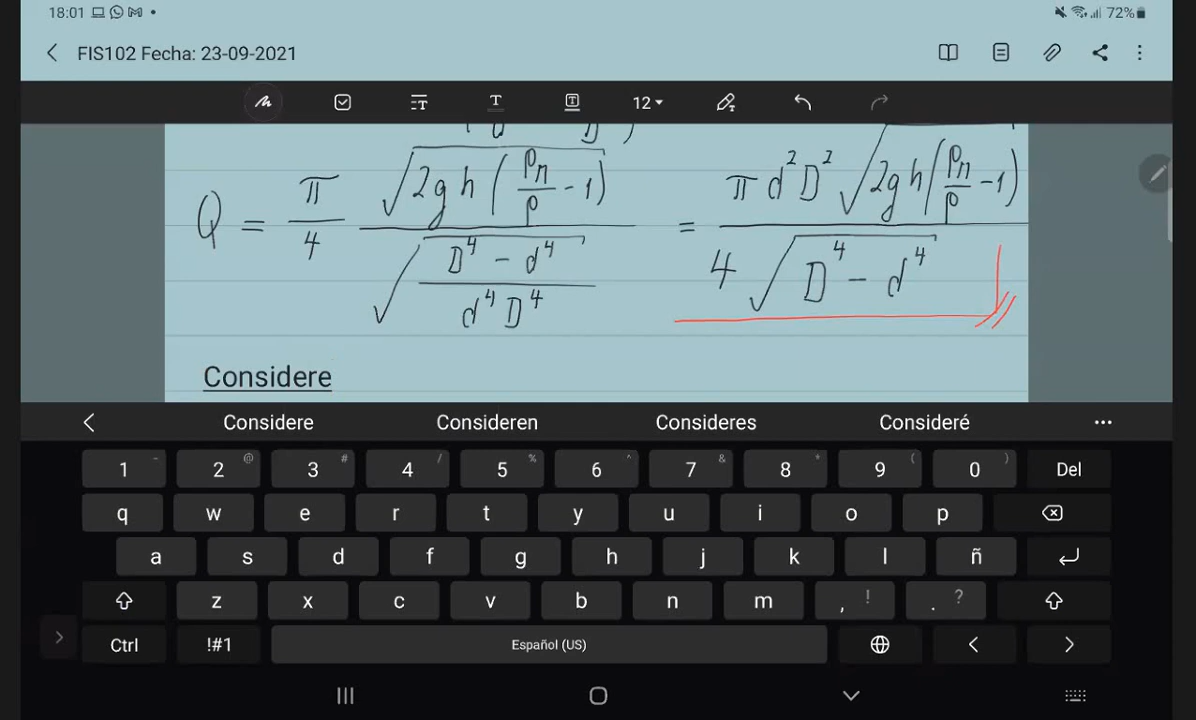 18:01 72%
FIS102 Fecha: 23-09-2021
T T T 12
( d D )
Q = π/4 √(2gh(ρm/ρ - 1)) / √((D⁴ - d⁴)/(d⁴D⁴)) = π d² D² √(2gh(ρm/ρ - 1)) / (4 √(D⁴ - d⁴))
Considere
Considere Consideren Consideres Consideré
1 - 2 @ 3 # 4 / 5 % 6 ^ 7 & 8 * 9 ( 0 ) Del
q w e r t y u i o p
a s d f g h j k l ñ
z x c v b n m , ! . ?
Ctrl !#1 Español (US) < >